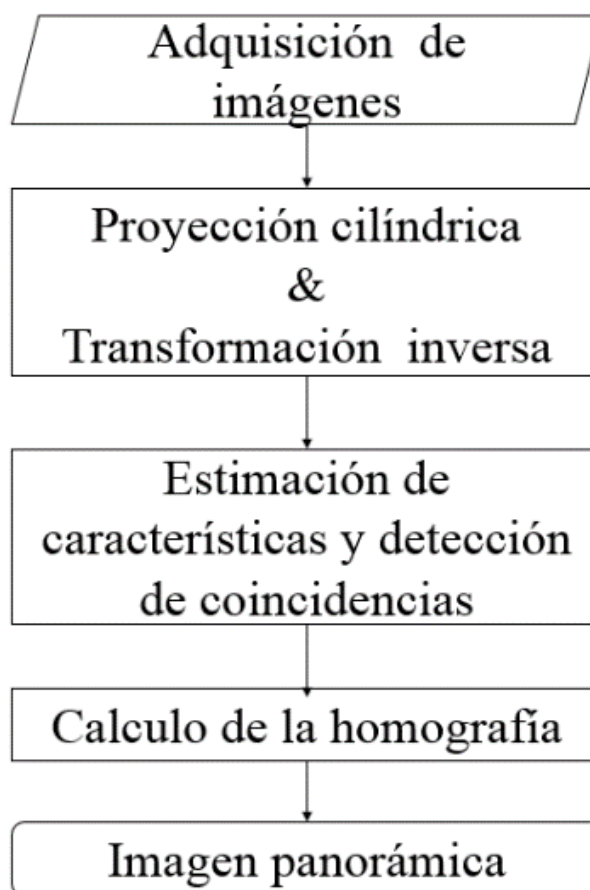 Adquisición de
imágenes
Proyección cilíndrica
&
Transformación inversa
Estimación de
características y detección
de coincidencias
Calculo de la homografía
Imagen panorámica